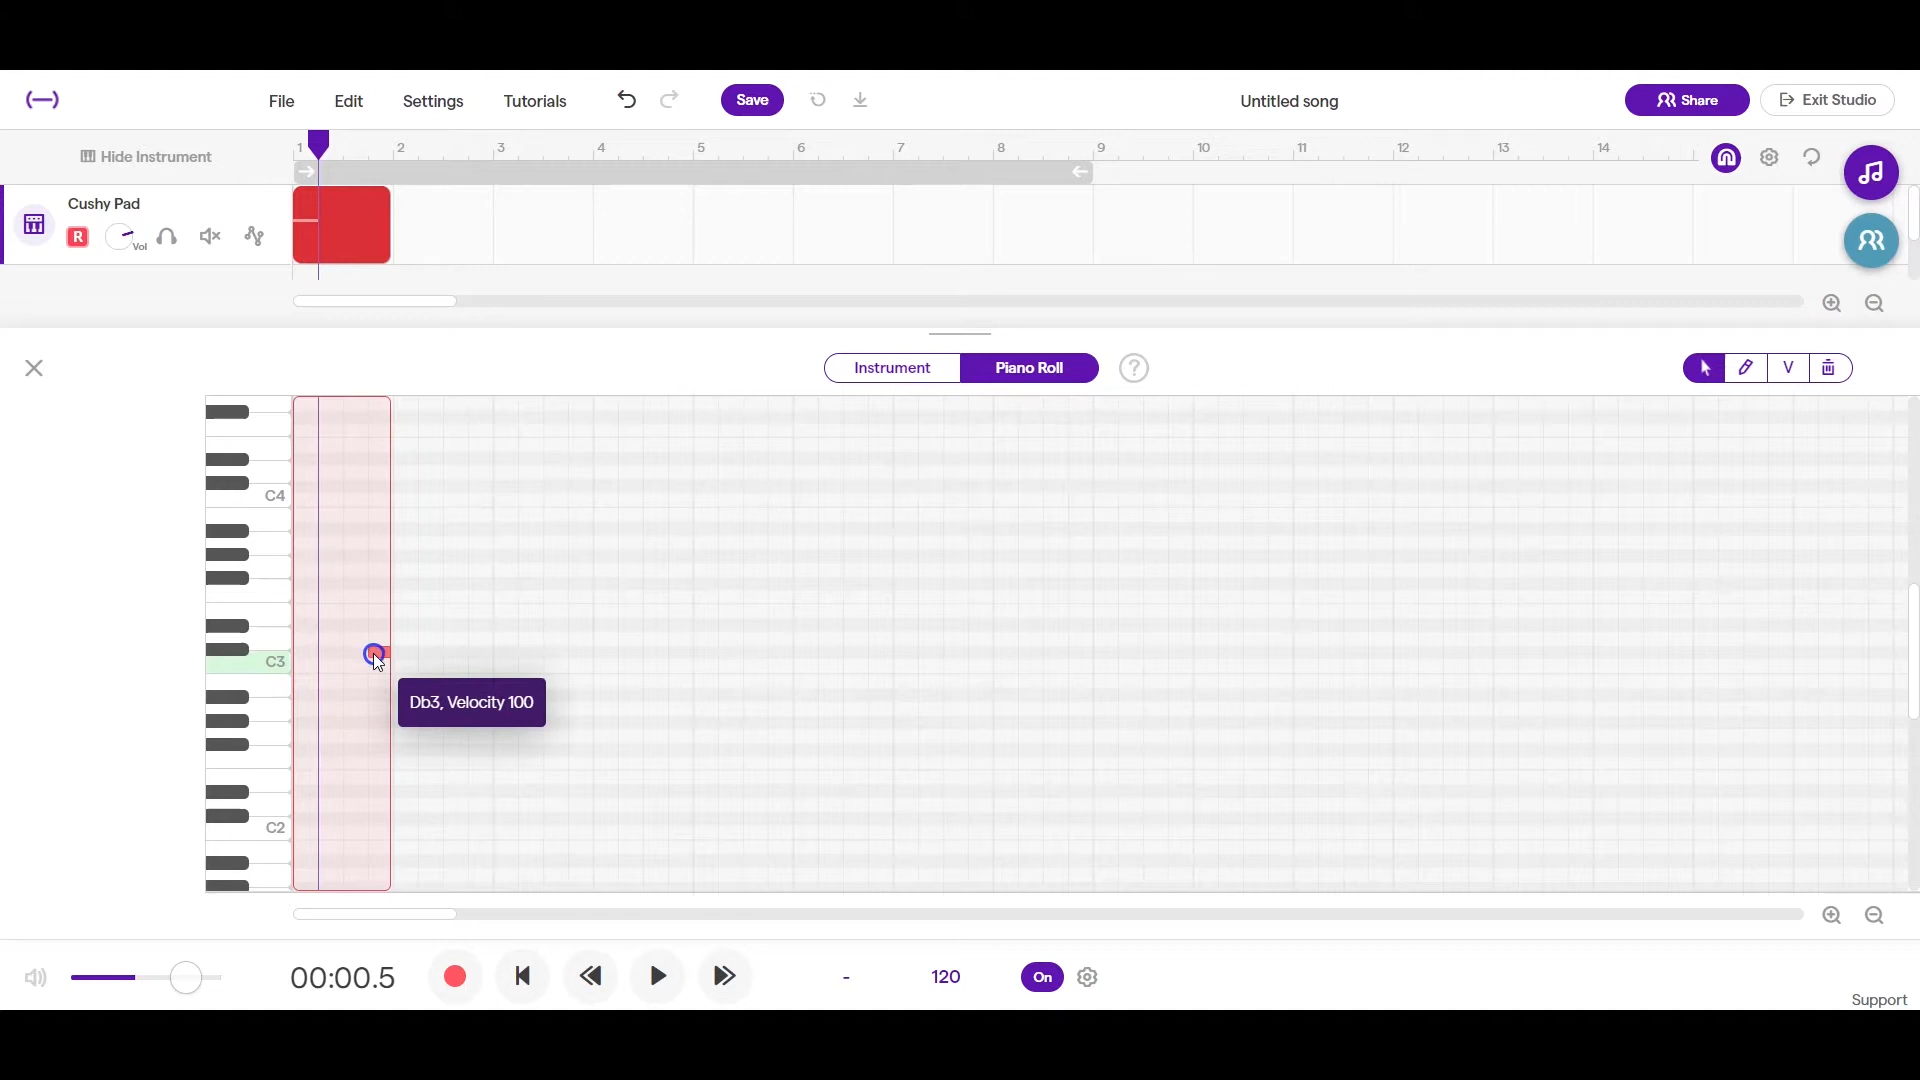 File Edit Settings Tutorials Save Untitled song Share Exit Studio
Hide Instrument 1 2 3 4 5 6 7 8 9 10 11 12 13 14
Cushy Pad
R Vol
Instrument Piano Roll ? V
C4
C3
Db3, Velocity 100
C2
00:00.5 - 120 On
Support